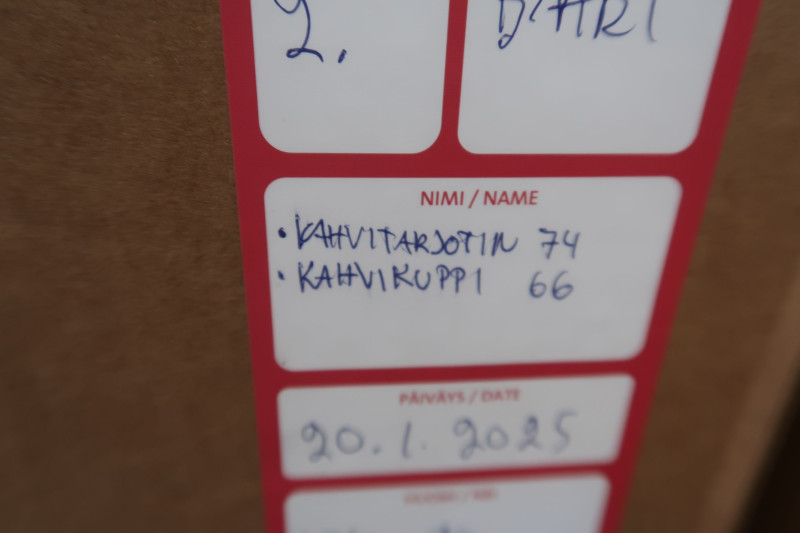 2.
NIMI / NAME
• KAHVITARJOTIN 74
• KAHVIKUPPI 66
PÄIVÄYS / DATE
20.1.2025